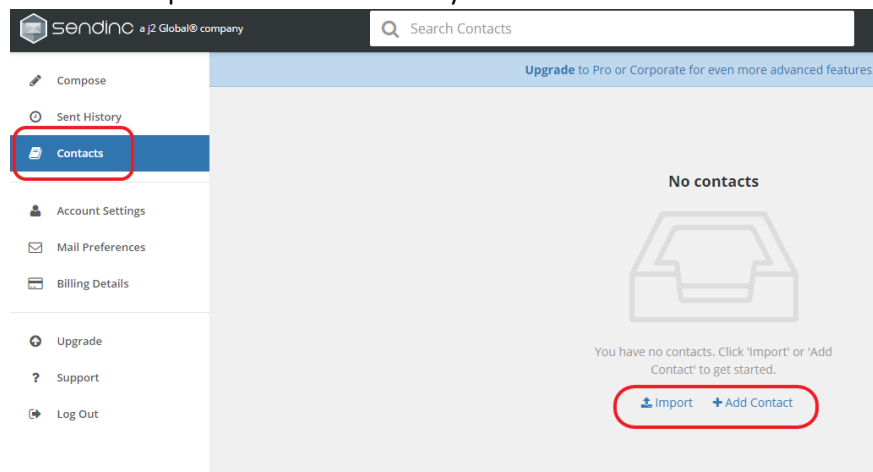 sendinc a j2 Global® company
Search Contacts
Upgrade to Pro or Corporate for even more advanced features
Compose
Sent History
Contacts
Account Settings
Mail Preferences
Billing Details
Upgrade
? Support
Log Out
No contacts
You have no contacts. Click 'Import' or 'Add
Contact' to get started.
Import + Add Contact